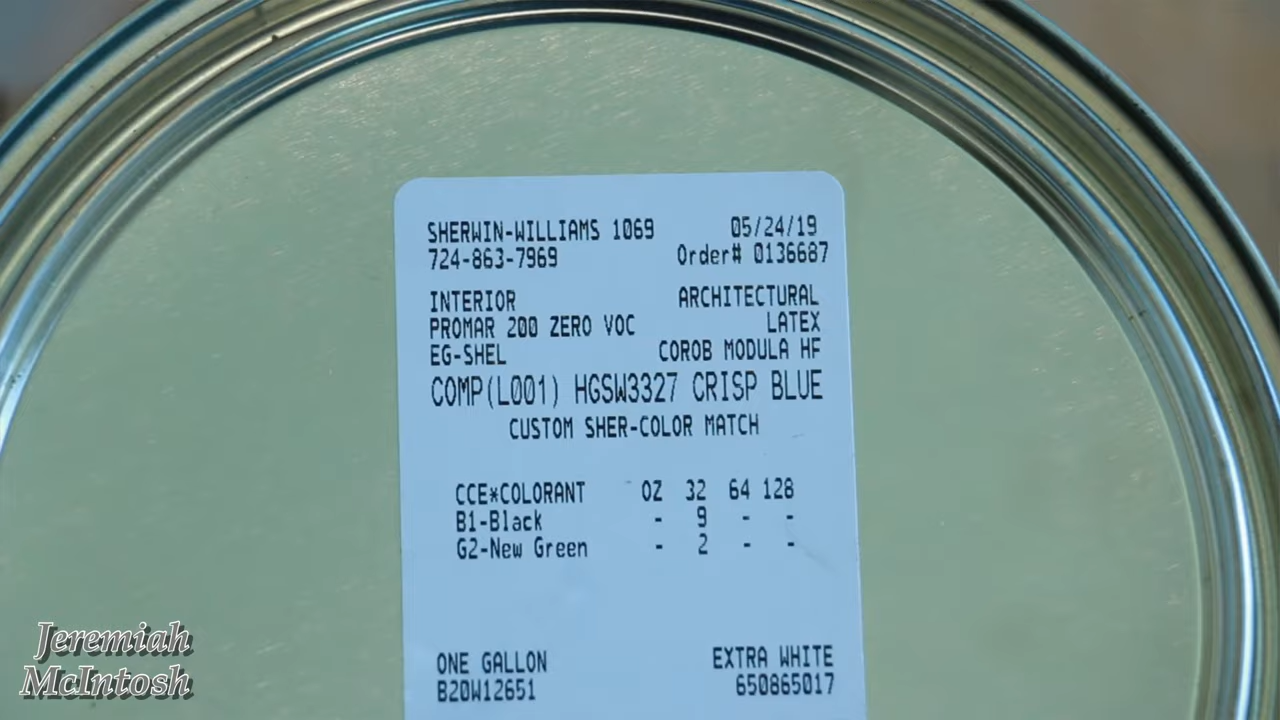 SHERWIN-WILLIAMS 1069 05/24/19
724-863-7969 Order# 0136687
INTERIOR ARCHITECTURAL
PROMAR 200 ZERO VOC LATEX
EG-SHEL COROB MODULA HF
COMP(L001) HGSW3327 CRISP BLUE
CUSTOM SHER-COLOR MATCH
CCE*COLORANT OZ 32 64 128
B1-Black - 9 - -
G2-New Green - 2 - -
ONE GALLON EXTRA WHITE
B20W12651 650865017
Jeremiah
McIntosh